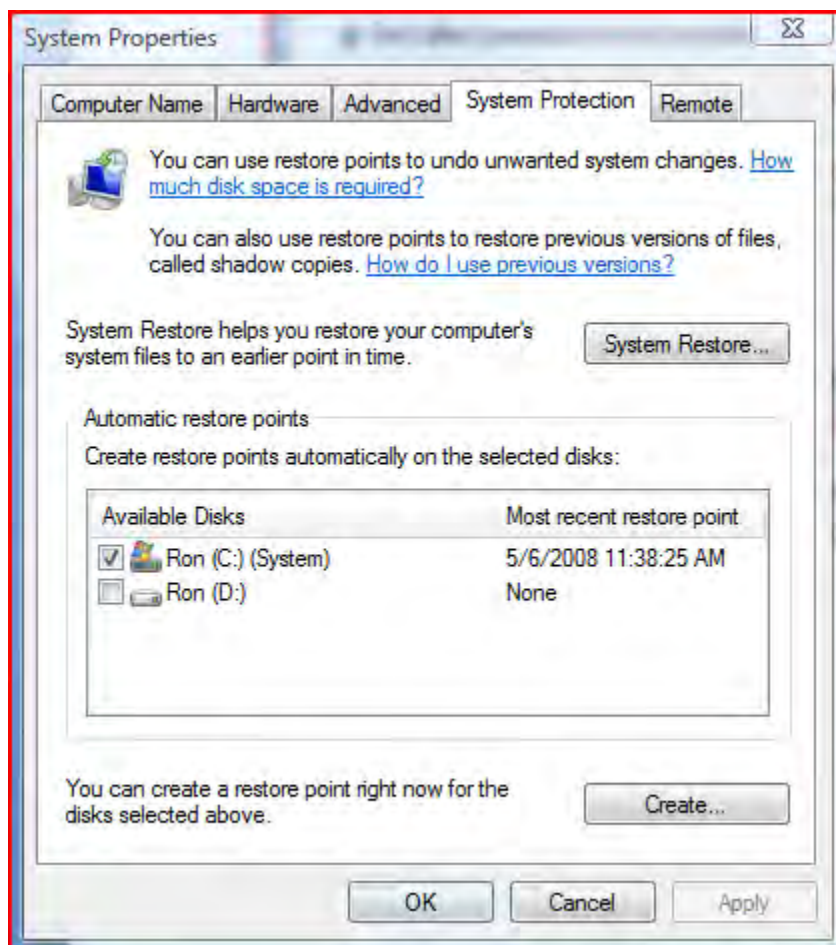 System Properties
Computer Name Hardware Advanced System Protection Remote
You can use restore points to undo unwanted system changes. How
much disk space is required?
You can also use restore points to restore previous versions of files,
called shadow copies. How do I use previous versions?
System Restore helps you restore your computer's
system files to an earlier point in time.
System Restore...
Automatic restore points
Create restore points automatically on the selected disks:
Available Disks Most recent restore point
Ron (C:) (System) 5/6/2008 11:38:25 AM
Ron (D:) None
You can create a restore point right now for the
disks selected above.
Create...
OK Cancel Apply